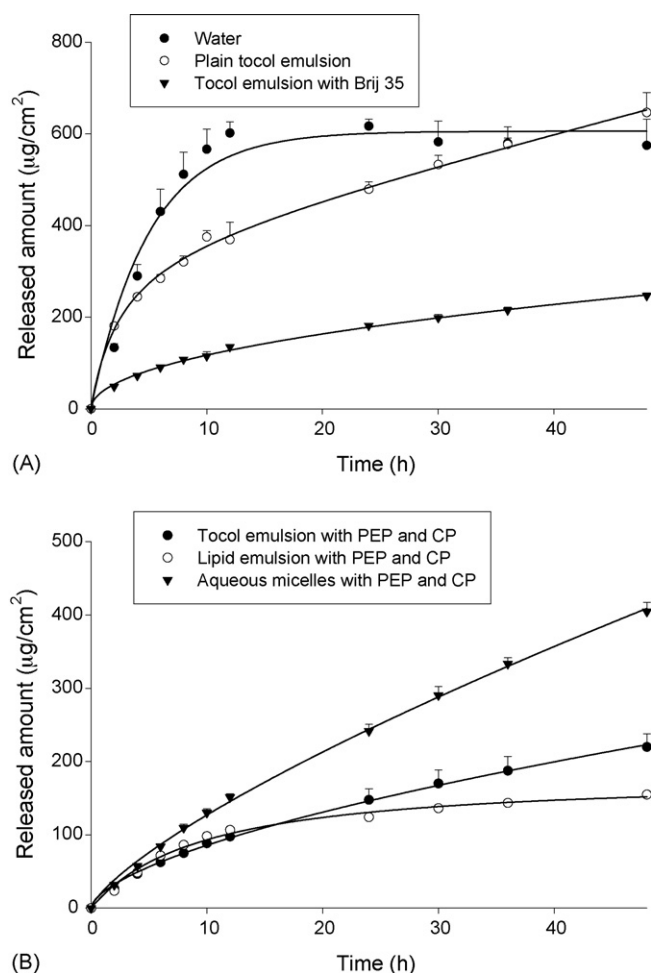 Water
Plain tocol emulsion
Tocol emulsion with Brij 35
800
600
400
200
0
Released amount (μg/cm²)
0 10 20 30 40
Time (h)
(A)
Tocol emulsion with PEP and CP
Lipid emulsion with PEP and CP
Aqueous micelles with PEP and CP
500
400
300
200
100
0
Released amount (μg/cm²)
0 10 20 30 40
Time (h)
(B)